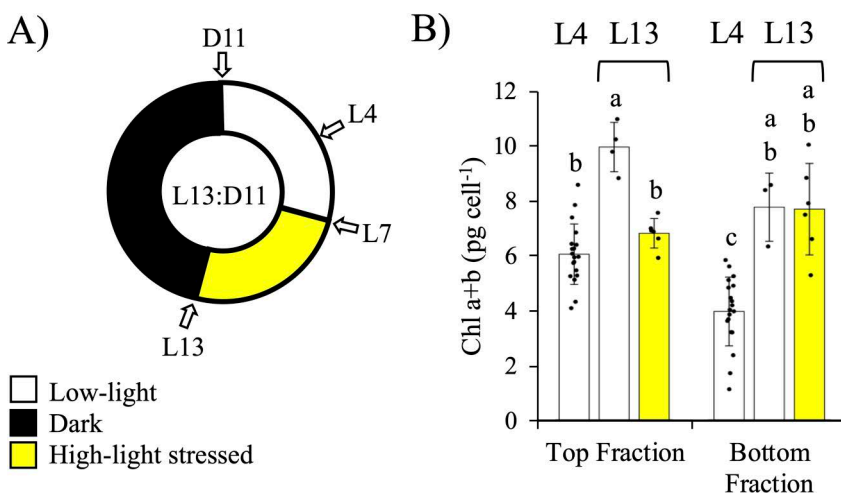 A)
D11
L4
L13:D11
L7
L13
Low-light
Dark
High-light stressed
B)
L4 L13 L4 L13
Chl a+b (pg cell-1)
12
10
8
6
4
2
0
b
a
b
c
a
b
a
b
Top Fraction
Bottom
Fraction